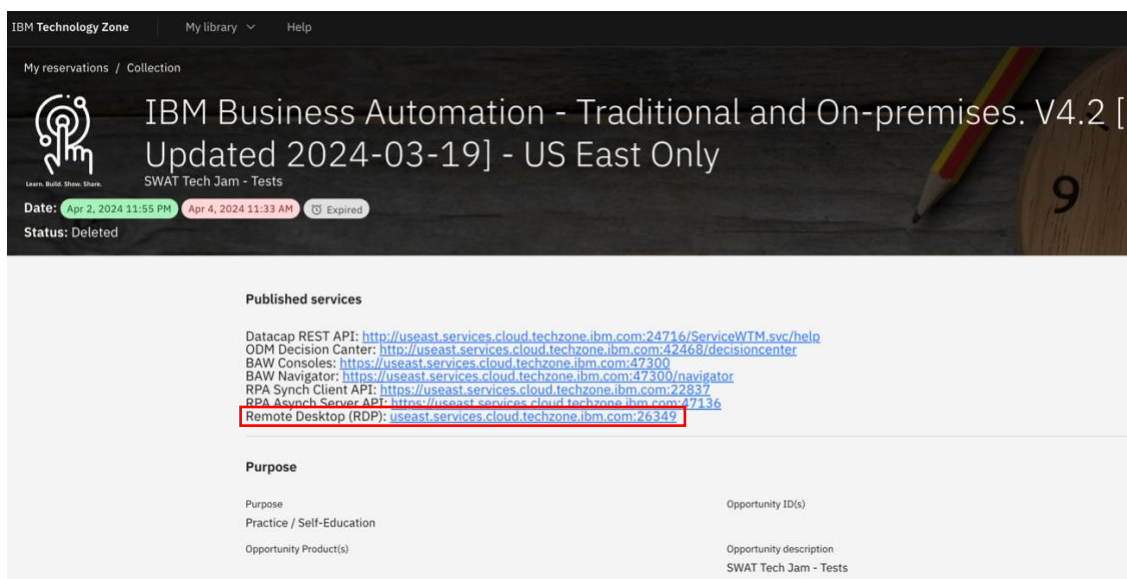 IBM Technology Zone My library Help
My reservations / Collection
IBM Business Automation - Traditional and On-premises. V4.2 [
Updated 2024-03-19] - US East Only
Learn. Build. Show. Share.
SWAT Tech Jam - Tests
Date: Apr 2, 2024 11:55 PM Apr 4, 2024 11:33 AM Expired
Status: Deleted
9
Published services
Datacap REST API: http://useast.services.cloud.techzone.ibm.com:24716/ServiceWTM.svc/help
ODM Decision Canter: http://useast.services.cloud.techzone.ibm.com:42468/decisioncenter
BAW Consoles: https://useast.services.cloud.techzone.ibm.com:47300
BAW Navigator: https://useast.services.cloud.techzone.ibm.com:47300/navigator
RPA Synch Client API: https://useast.services.cloud.techzone.ibm.com:22837
RPA Asynch Server API: https://useast.services.cloud.techzone.ibm.com:47136
Remote Desktop (RDP): useast.services.cloud.techzone.ibm.com:26349
Purpose
Purpose Opportunity ID(s)
Practice / Self-Education
Opportunity Product(s) Opportunity description
SWAT Tech Jam - Tests